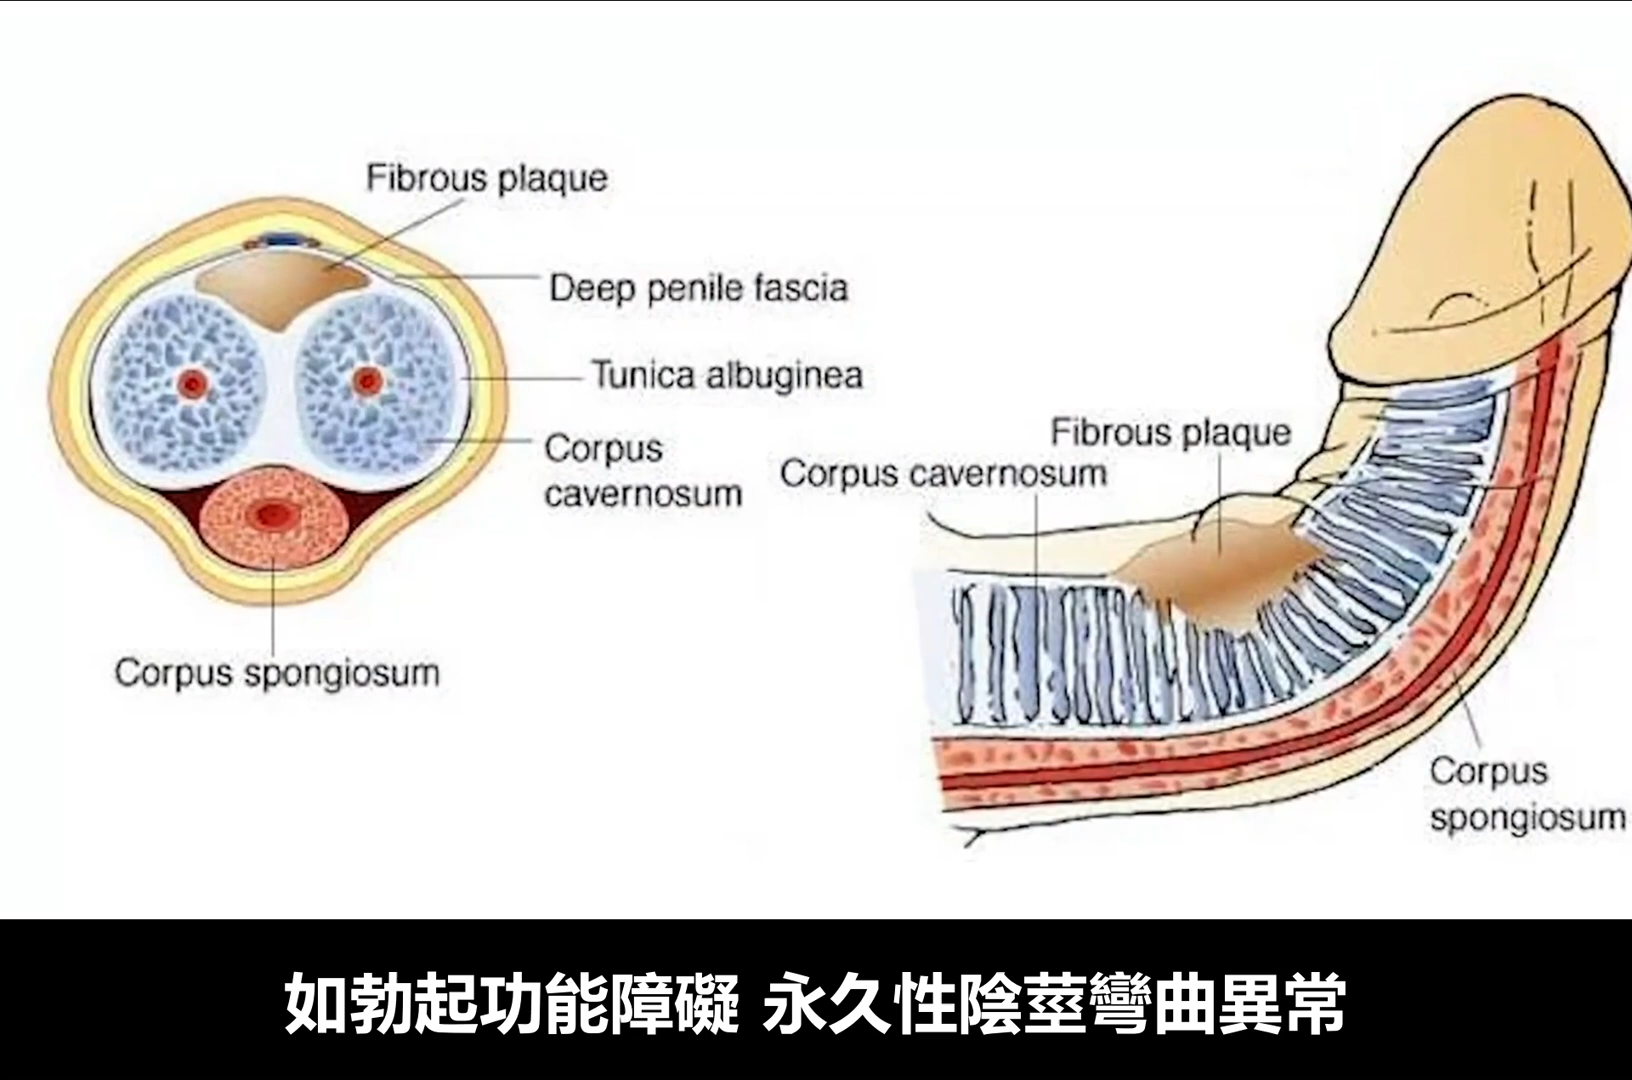 Fibrous plaque
Deep penile fascia
Tunica albuginea
Corpus
cavernosum
Corpus spongiosum
Fibrous plaque
Corpus cavernosum
Corpus
spongiosum
如勃起功能障礙 永久性陰莖彎曲異常